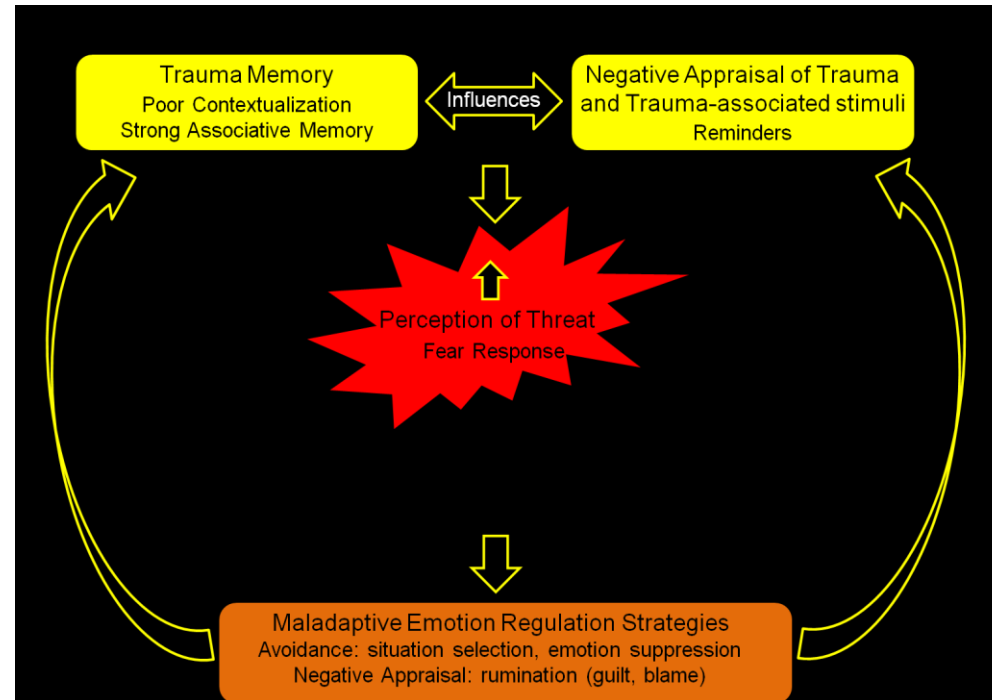 Trauma Memory
Poor Contextualization
Strong Associative Memory
Influences
Negative Appraisal of Trauma
and Trauma-associated stimuli
Reminders
Perception of Threat
Fear Response
Maladaptive Emotion Regulation Strategies
Avoidance: situation selection, emotion suppression
Negative Appraisal: rumination (guilt, blame)